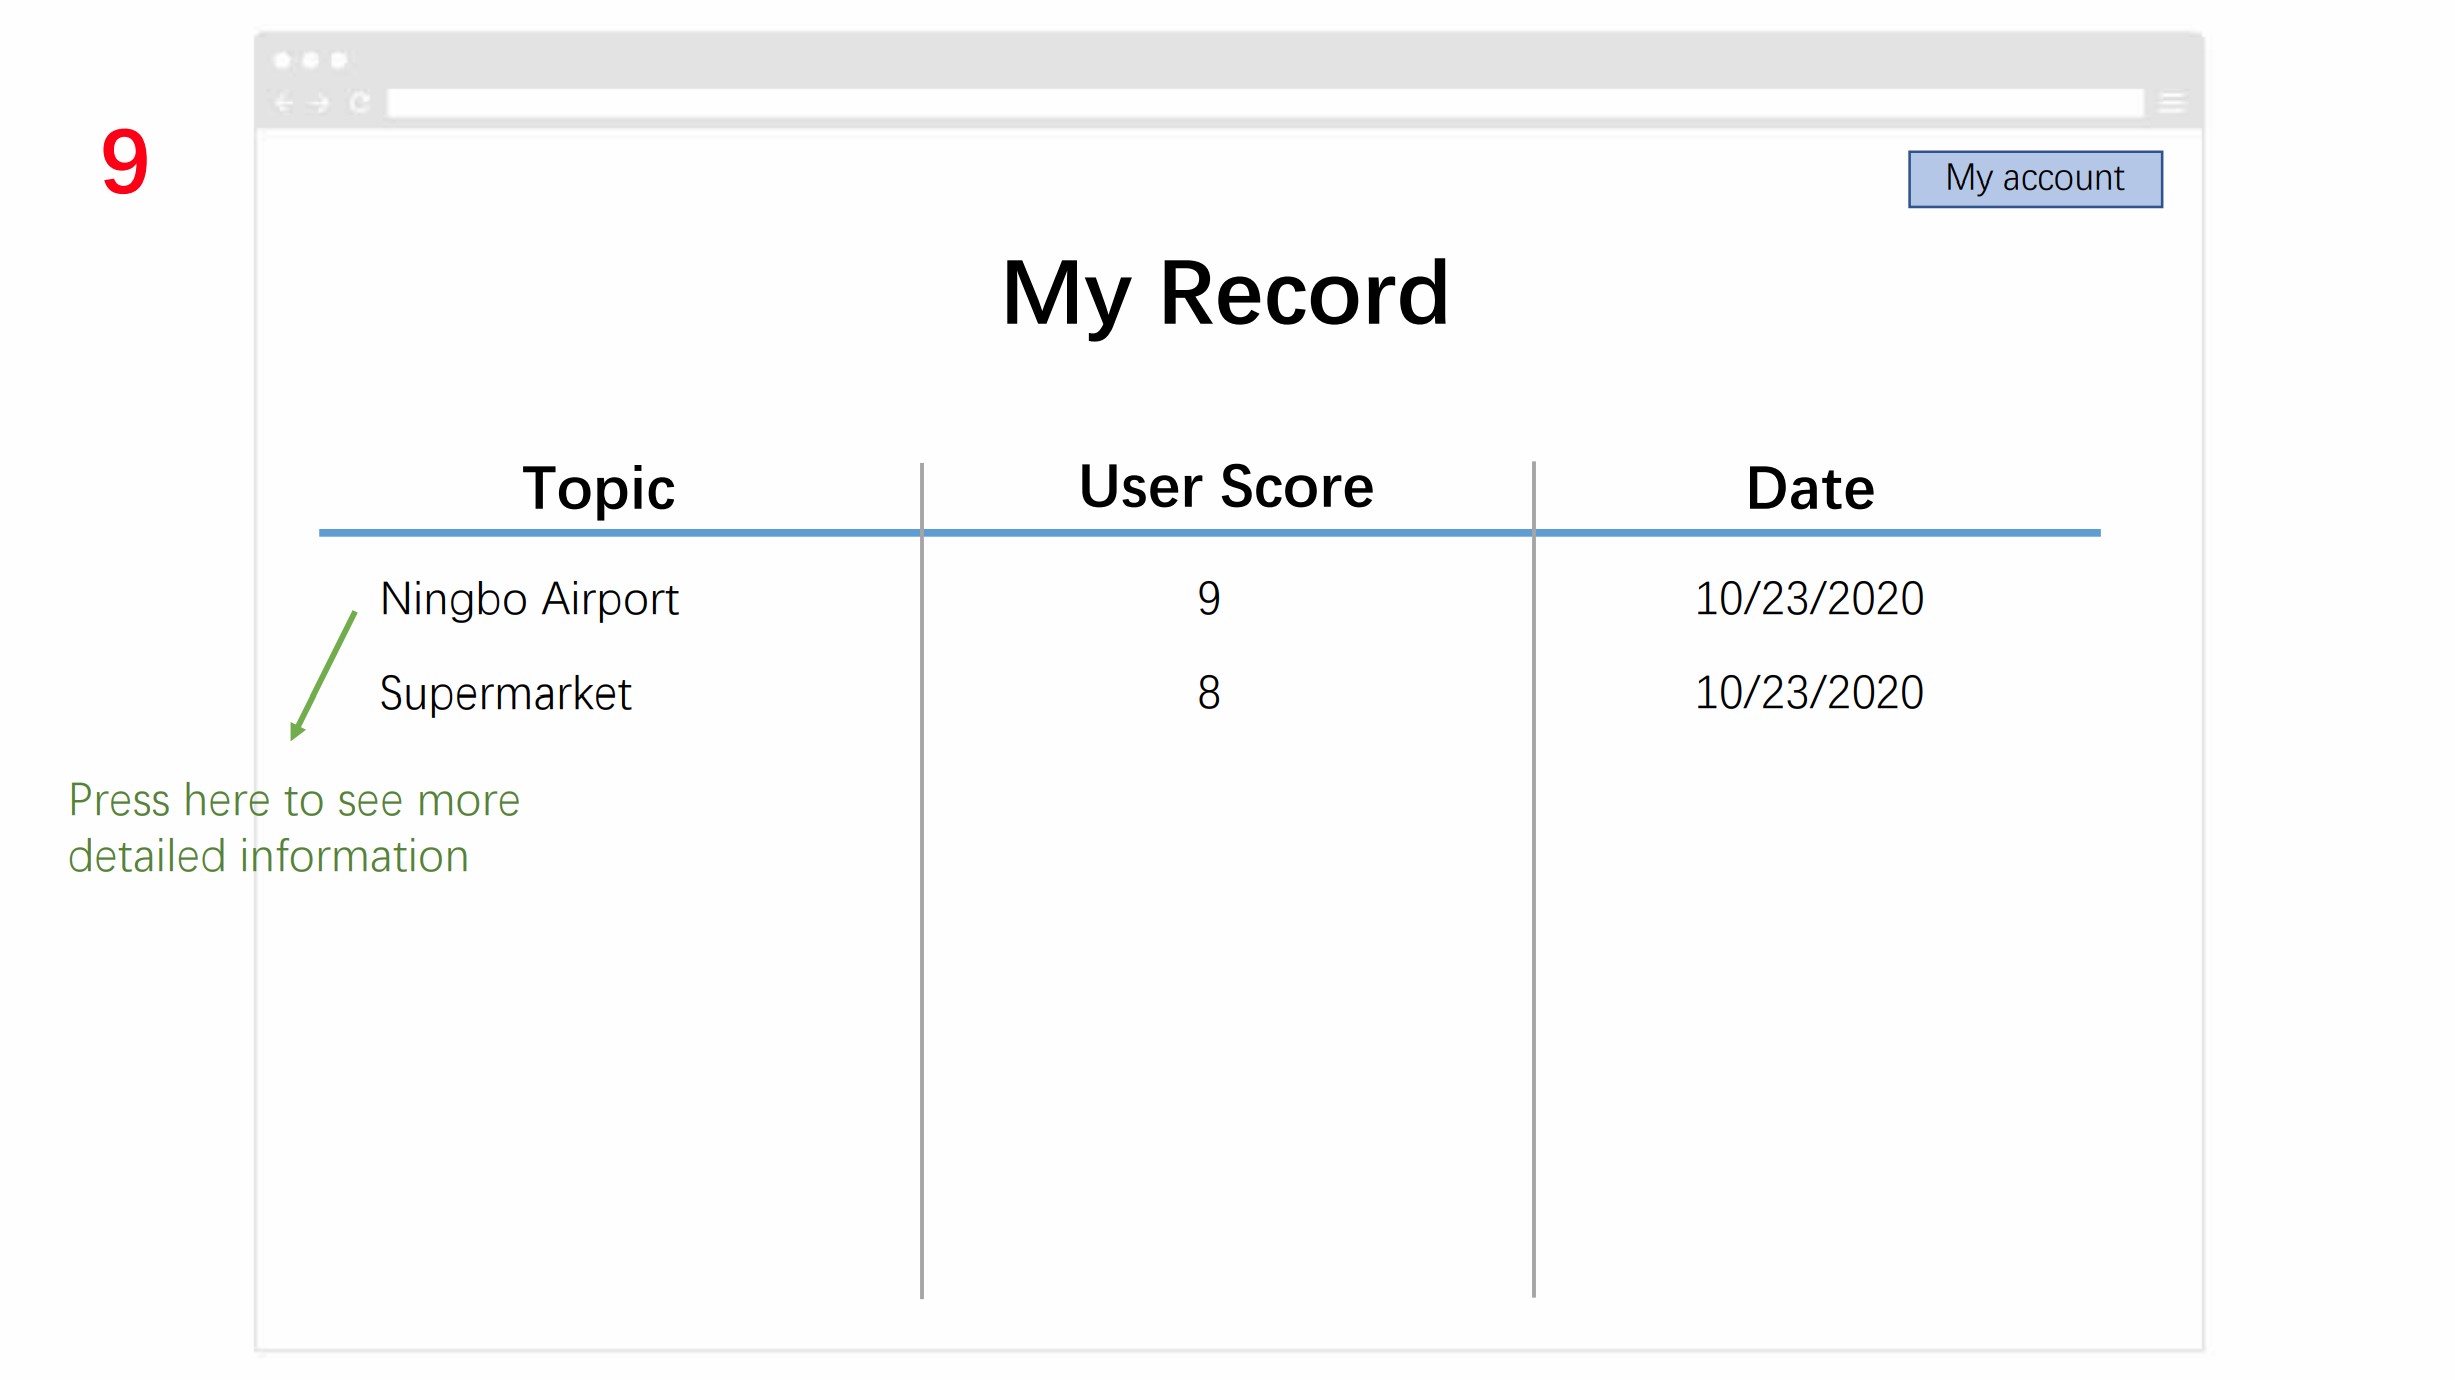 9
My account
My Record
Topic User Score Date
Ningbo Airport 9 10/23/2020
Supermarket 8 10/23/2020
Press here to see more
detailed information